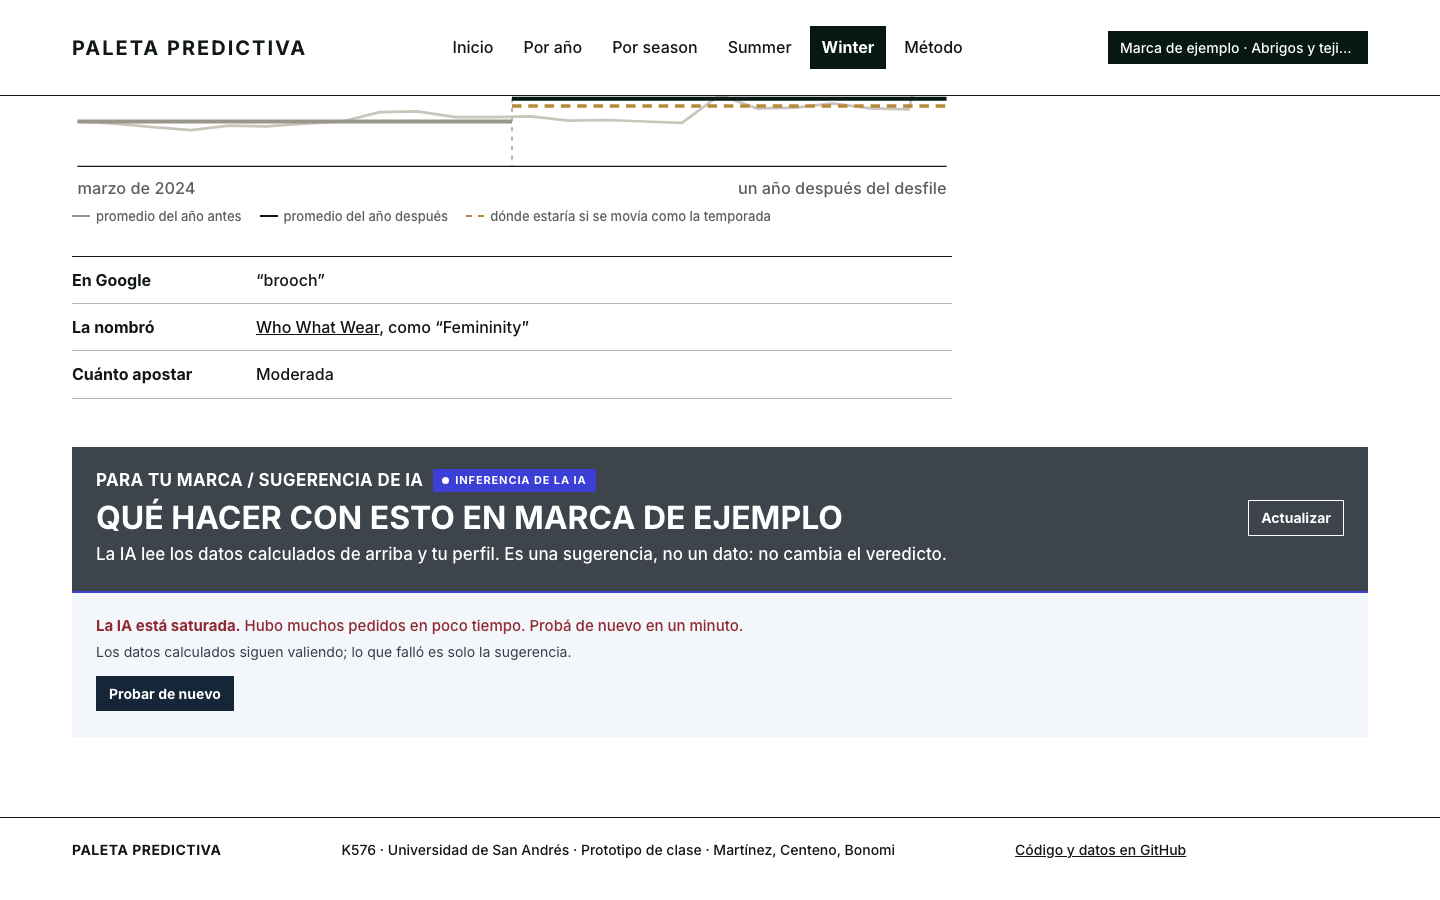 PALETA PREDICTIVA
Inicio
Por año
Por season
Summer
Winter
Método
Marca de ejemplo · Abrigos y teji…
marzo de 2024
un año después del desfile
promedio del año antes
promedio del año después
dónde estaría si se movía como la temporada
En Google
“brooch”
La nombró
Who What Wear, como “Femininity”
Cuánto apostar
Moderada
PARA TU MARCA / SUGERENCIA DE IA
INFERENCIA DE LA IA
QUÉ HACER CON ESTO EN MARCA DE EJEMPLO
La IA lee los datos calculados de arriba y tu perfil. Es una sugerencia, no un dato: no cambia el veredicto.
Actualizar
La IA está saturada. Hubo muchos pedidos en poco tiempo. Probá de nuevo en un minuto.
Los datos calculados siguen valiendo; lo que falló es solo la sugerencia.
Probar de nuevo
PALETA PREDICTIVA
K576 · Universidad de San Andrés · Prototipo de clase · Martínez, Centeno, Bonomi
Código y datos en GitHub